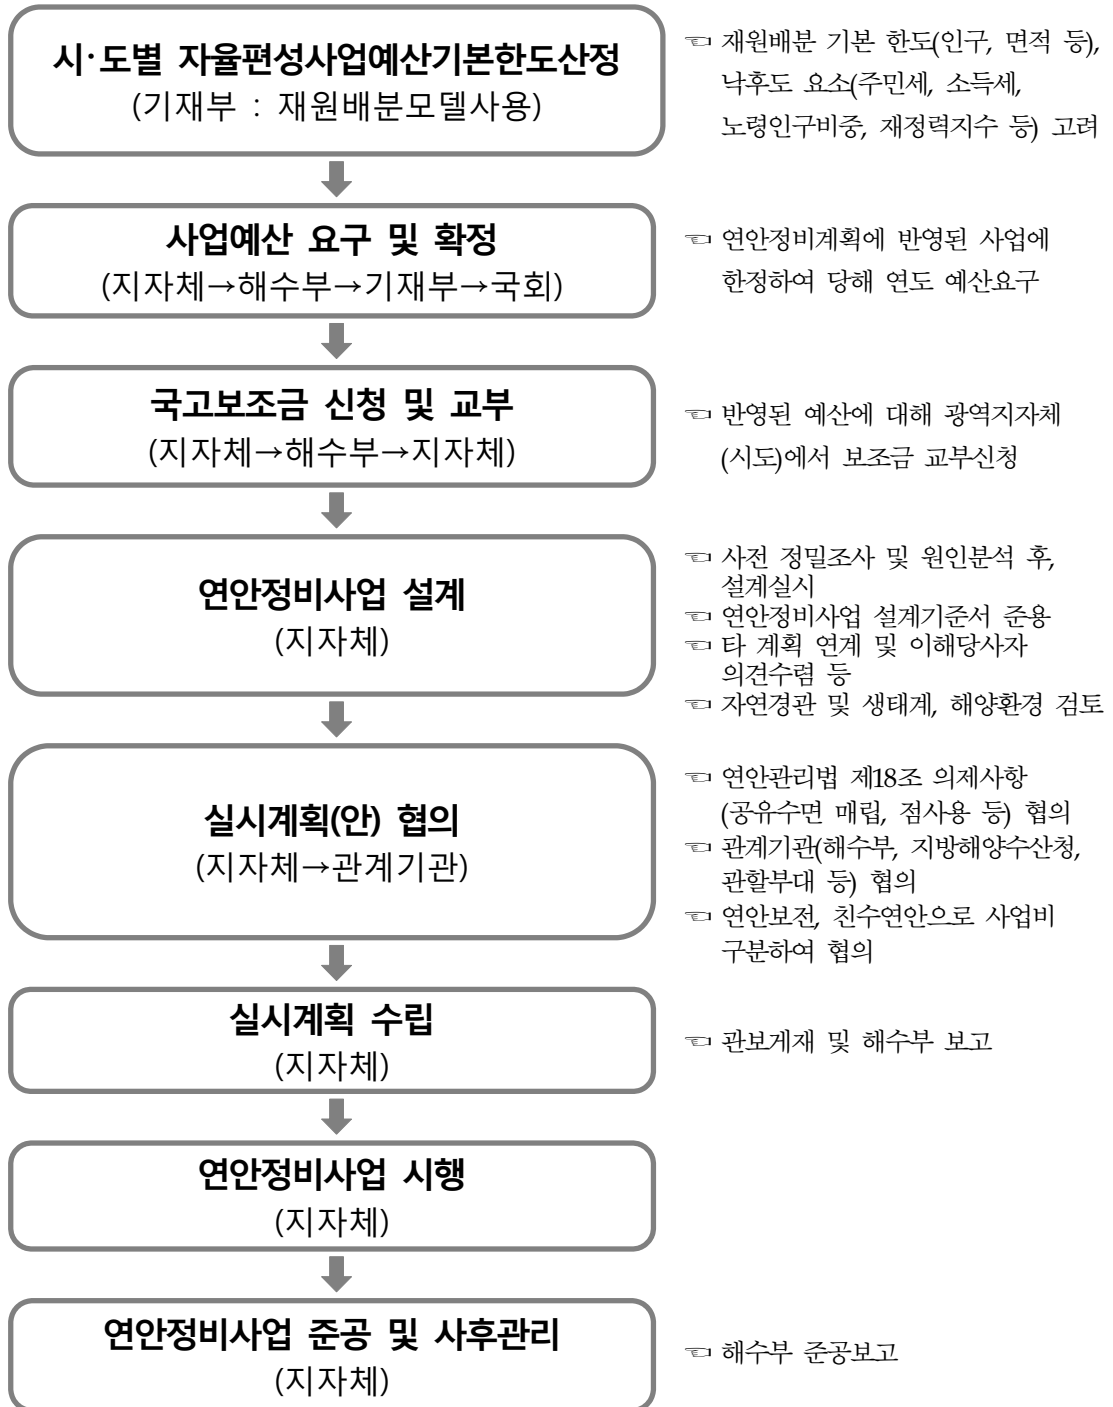 시·도별 자율편성사업예산기본한도산정
(기재부 : 재원배분모델사용)
☜ 재원배분 기본 한도(인구, 면적 등),
낙후도 요소(주민세, 소득세,
노령인구비중, 재정력지수 등) 고려
사업예산 요구 및 확정
(지자체→해수부→기재부→국회)
☜ 연안정비계획에 반영된 사업에
한정하여 당해 연도 예산요구
국고보조금 신청 및 교부
(지자체→해수부→지자체)
☜ 반영된 예산에 대해 광역지자체
(시도)에서 보조금 교부신청
연안정비사업 설계
(지자체)
☜ 사전 정밀조사 및 원인분석 후,
설계실시
☜ 연안정비사업 설계기준서 준용
☜ 타 계획 연계 및 이해당사자
의견수렴 등
☜ 자연경관 및 생태계, 해양환경 검토
실시계획(안) 협의
(지자체→관계기관)
☜ 연안관리법 제18조 의제사항
(공유수면 매립, 점사용 등) 협의
☜ 관계기관(해수부, 지방해양수산청,
관할부대 등) 협의
☜ 연안보전, 친수연안으로 사업비
구분하여 협의
실시계획 수립
(지자체)
☜ 관보게재 및 해수부 보고
연안정비사업 시행
(지자체)
연안정비사업 준공 및 사후관리
(지자체)
☜ 해수부 준공보고